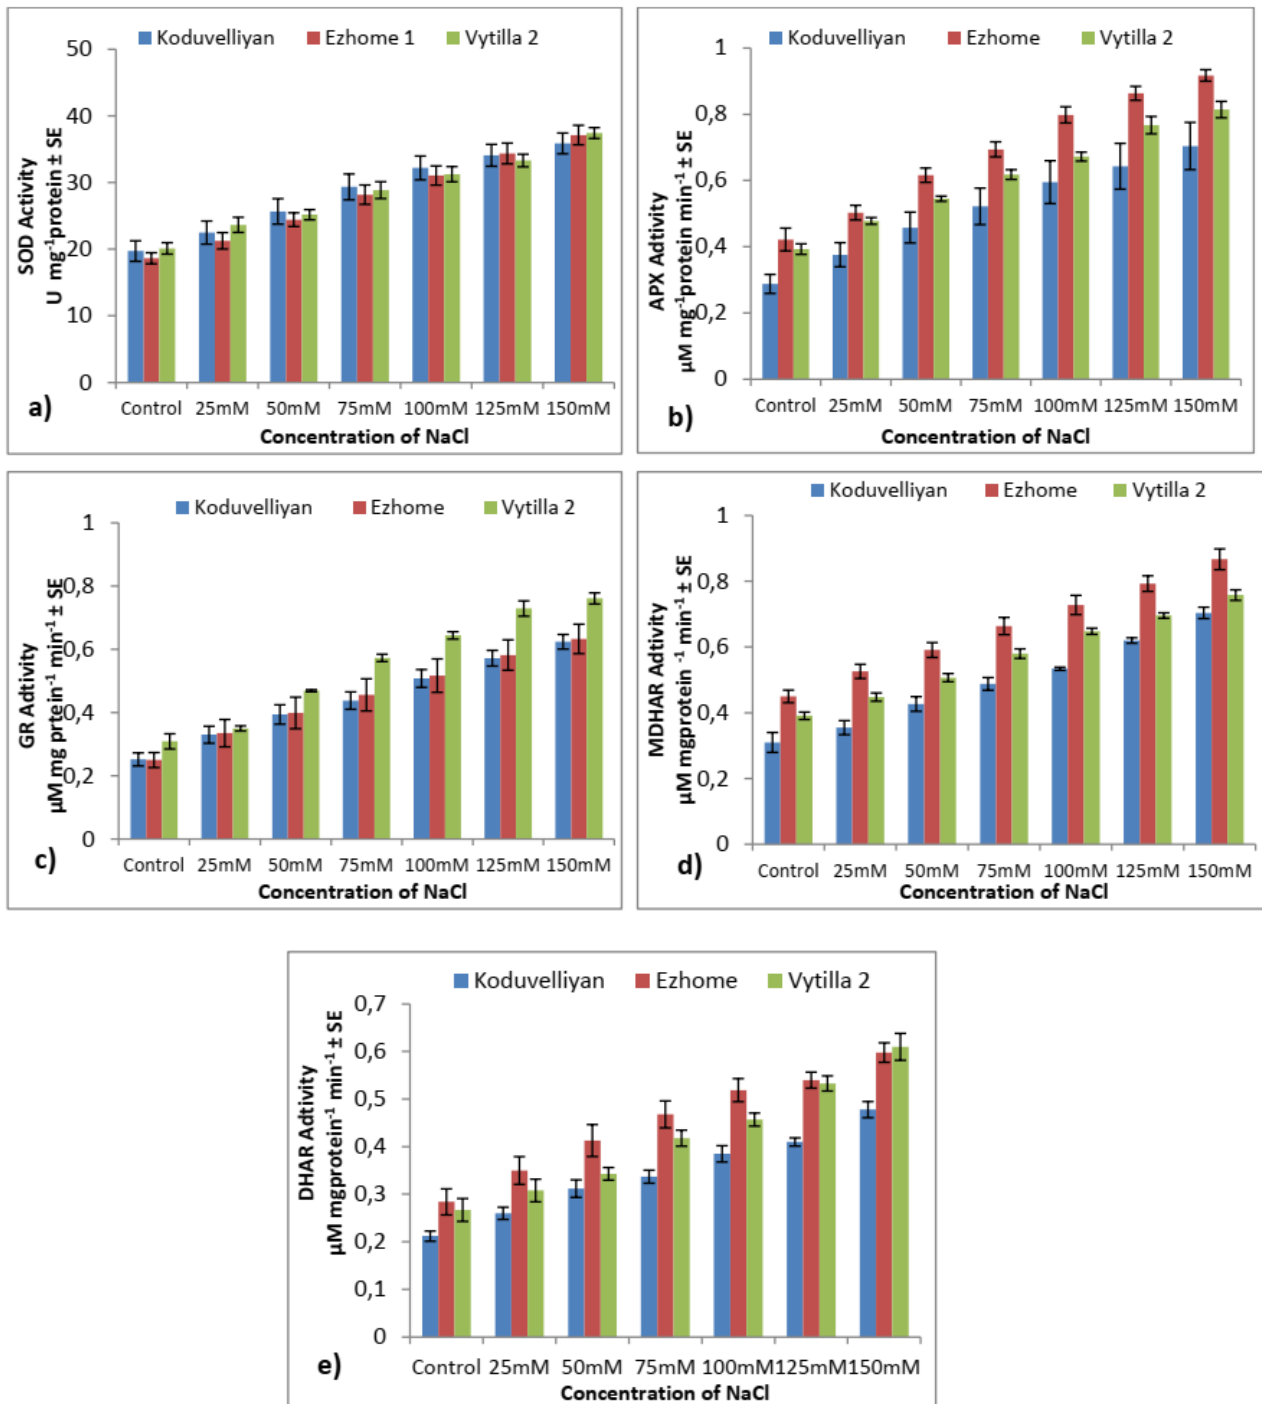 Koduvelliyan Ezhome 1 Vytilla 2
50
40
30
20
10
0
SOD Activity
U mg⁻¹protein ± SE
Control 25mM 50mM 75mM 100mM 125mM 150mM
a)
Concentration of NaCl
Koduvelliyan Ezhome Vytilla 2
1
0,8
0,6
0,4
0,2
0
APX Adtivity
µM mg⁻¹protein min⁻¹ ± SE
Control 25mM 50mM 75mM 100mM 125mM 150mM
b)
Concentration of NaCl
Koduvelliyan Ezhome Vytilla 2
1
0,8
0,6
0,4
0,2
0
GR Adtivity
µM mg prtein⁻¹ min⁻¹ ± SE
Control 25mM 50mM 75mM 100mM 125mM 150mM
c)
Concentration of NaCl
Koduvelliyan Ezhome Vytilla 2
1
0,8
0,6
0,4
0,2
0
MDHAR Adtivity
µM mgprotein ⁻¹ min⁻¹ ± SE
Control 25mM 50mM 75mM 100mM 125mM 150mM
d)
Concentration of NaCl
Koduvelliyan Ezhome Vytilla 2
0,7
0,6
0,5
0,4
0,3
0,2
0,1
0
DHAR Adtivity
µM mgprotein⁻¹ min⁻¹ ± SE
Control 25mM 50mM 75mM 100mM 125mM 150mM
e)
Concentration of NaCl